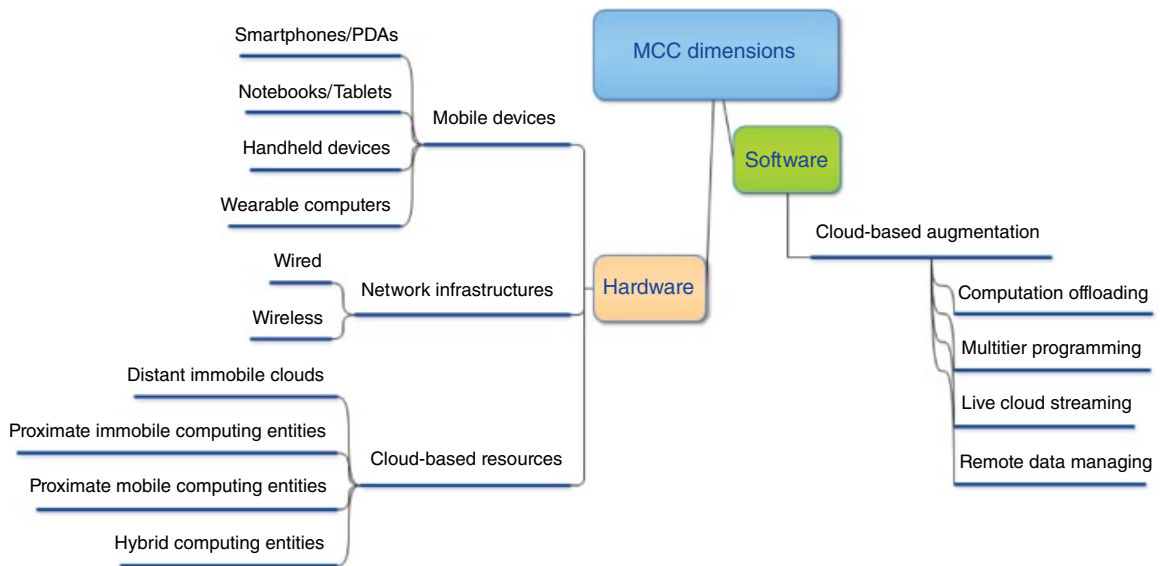 MCC dimensions
Hardware
Mobile devices
Smartphones/PDAs
Notebooks/Tablets
Handheld devices
Wearable computers
Network infrastructures
Wired
Wireless
Cloud-based resources
Distant immobile clouds
Proximate immobile computing entities
Proximate mobile computing entities
Hybrid computing entities
Software
Cloud-based augmentation
Computation offloading
Multitier programming
Live cloud streaming
Remote data managing